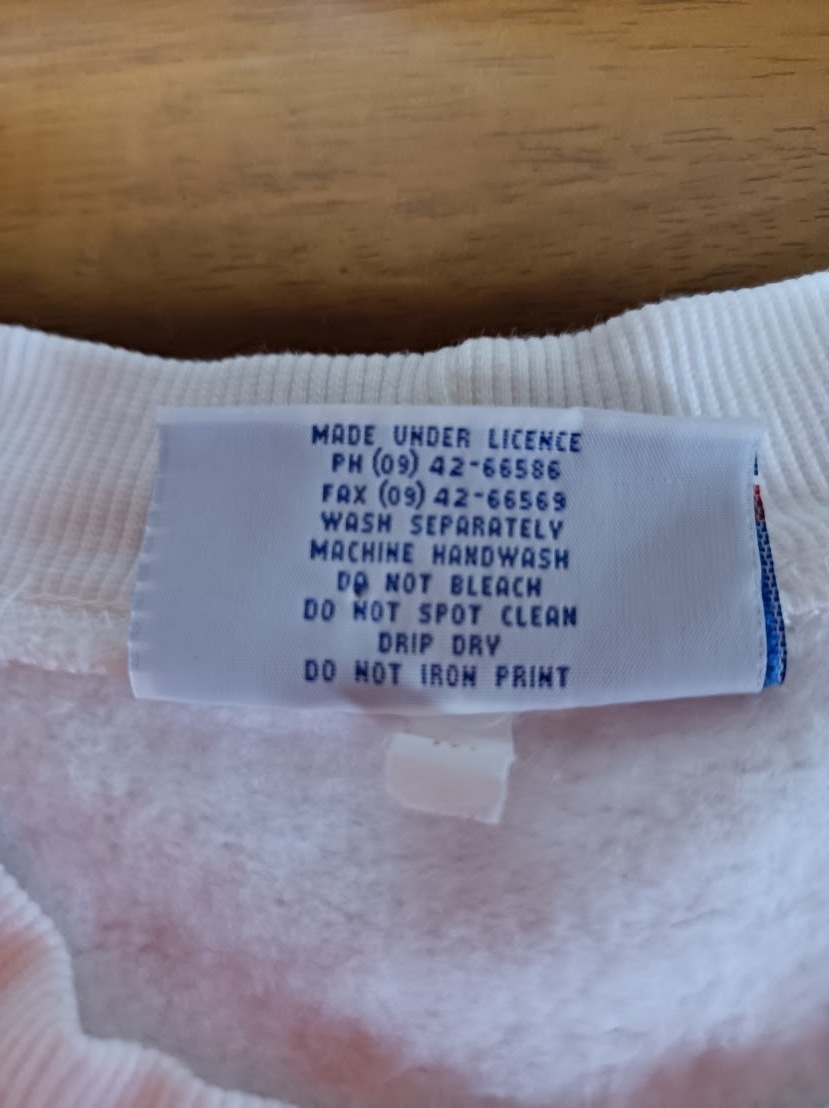 MADE UNDER LICENCE
PH (09) 42-66586
FAX (09) 42-66569
WASH SEPARATELY
MACHINE HANDWASH
DO NOT BLEACH
DO NOT SPOT CLEAN
DRIP DRY
DO NOT IRON PRINT